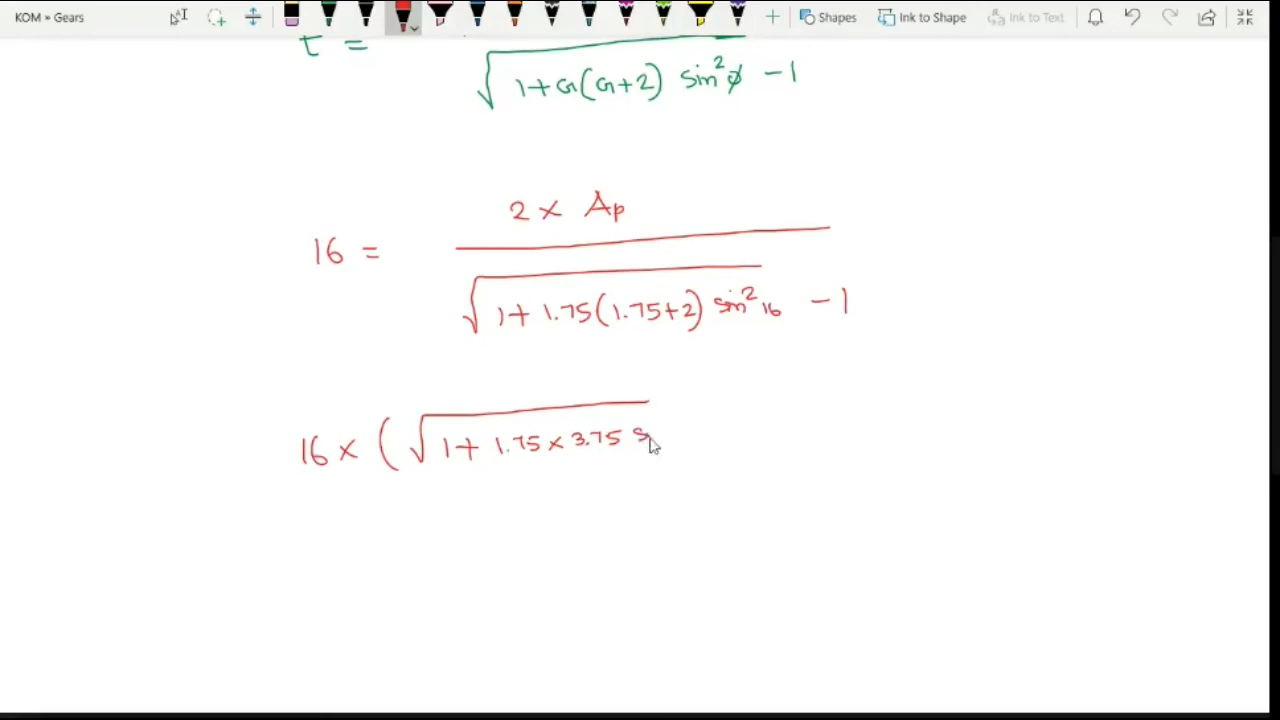 KOM » Gears
Shapes
Ink to Shape
Ink to Text
t =
√1+G(G+2) sin²φ -1
2 × Ap
16 =
√1+1.75(1.75+2) sin²16 -1
16 × (√1+1.75×3.75 s